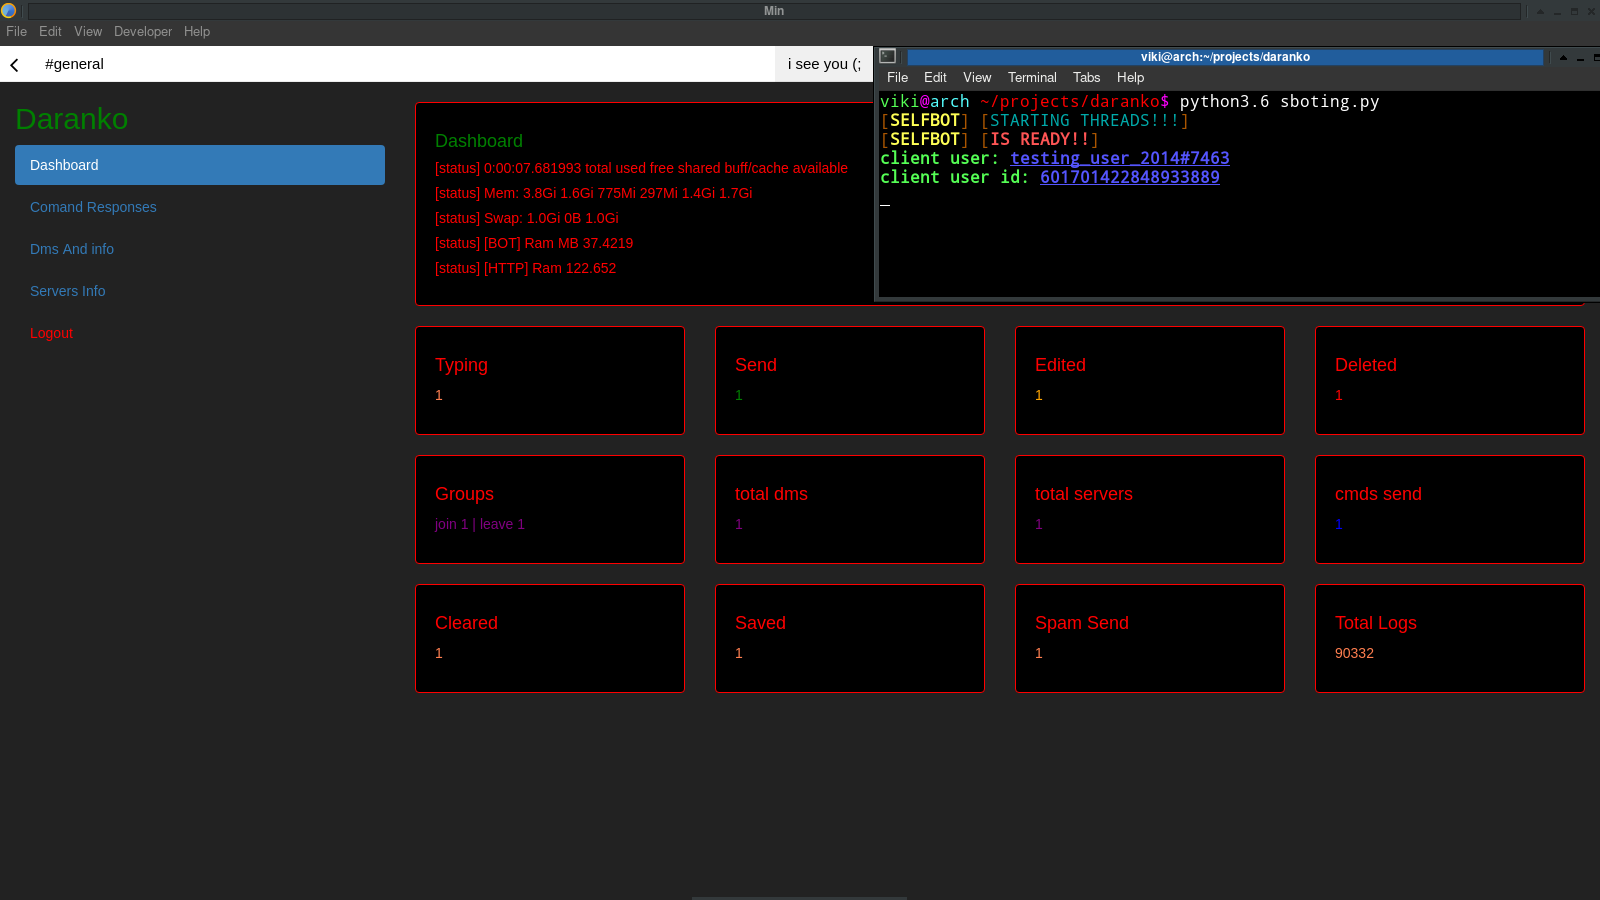 Min
File Edit View Developer Help
#general
i see you (;
Daranko
Dashboard
Comand Responses
Dms And info
Servers Info
Logout
Dashboard
[status] 0:00:07.681993 total used free shared buff/cache available
[status] Mem: 3.8Gi 1.6Gi 775Mi 297Mi 1.4Gi 1.7Gi
[status] Swap: 1.0Gi 0B 1.0Gi
[status] [BOT] Ram MB 37.4219
[status] [HTTP] Ram 122.652
viki@arch:~/projects/daranko
File Edit View Terminal Tabs Help
viki@arch ~/projects/daranko$ python3.6 sboting.py
[SELFBOT] [STARTING THREADS!!!]
[SELFBOT] [IS READY!!]
client user: testing_user_2014#7463
client user id: 601701422848933889
Typing
1
Send
1
Edited
1
Deleted
1
Groups
join 1 | leave 1
total dms
1
total servers
1
cmds send
1
Cleared
1
Saved
1
Spam Send
1
Total Logs
90332